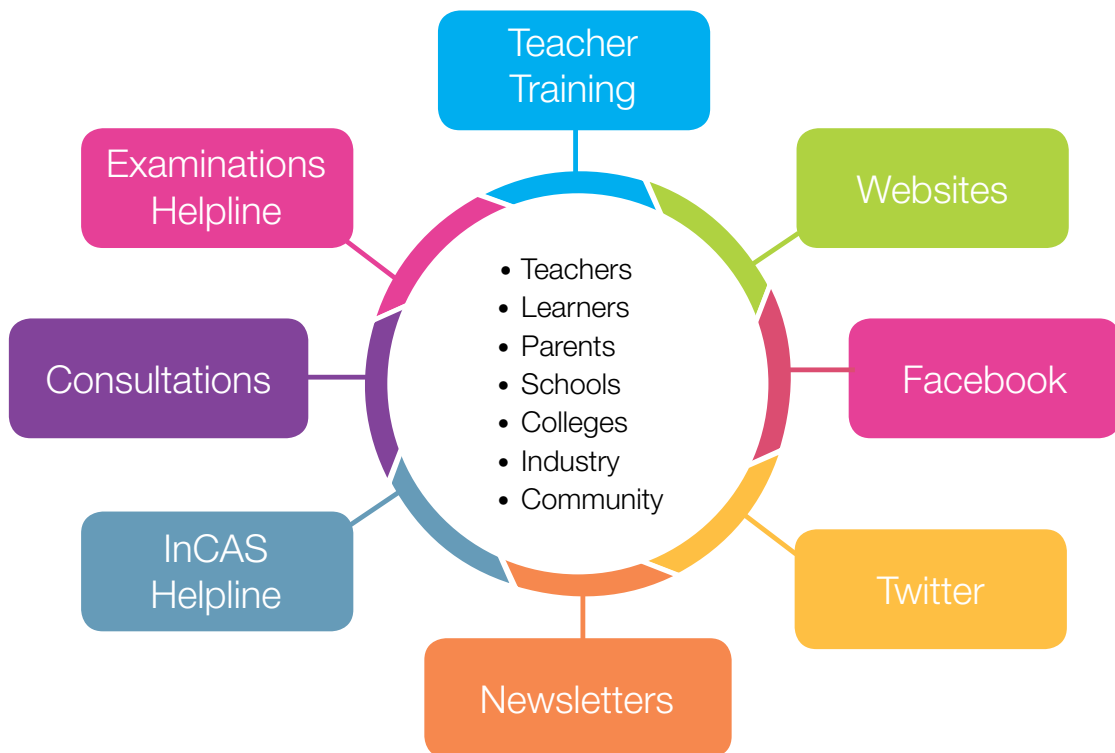 Teacher
Training
Websites
Facebook
Twitter
Newsletters
InCAS
Helpline
Consultations
Examinations
Helpline
• Teachers
• Learners
• Parents
• Schools
• Colleges
• Industry
• Community